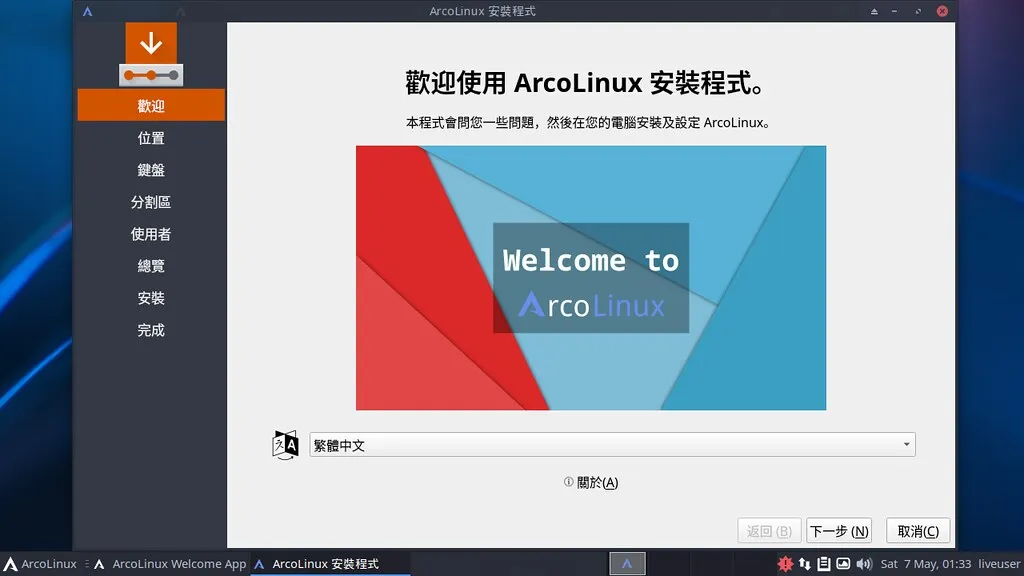 ArcoLinux 安裝程式
歡迎
位置
鍵盤
分割區
使用者
總覽
安裝
完成
歡迎使用 ArcoLinux 安裝程式。
本程式會問您一些問題，然後在您的電腦安裝及設定 ArcoLinux。
Welcome to
ArcoLinux
繁體中文
關於(A)
返回 (B)
下一步 (N)
取消(C)
ArcoLinux
ArcoLinux Welcome App
ArcoLinux 安裝程式
Sat 7 May, 01:33 liveuser